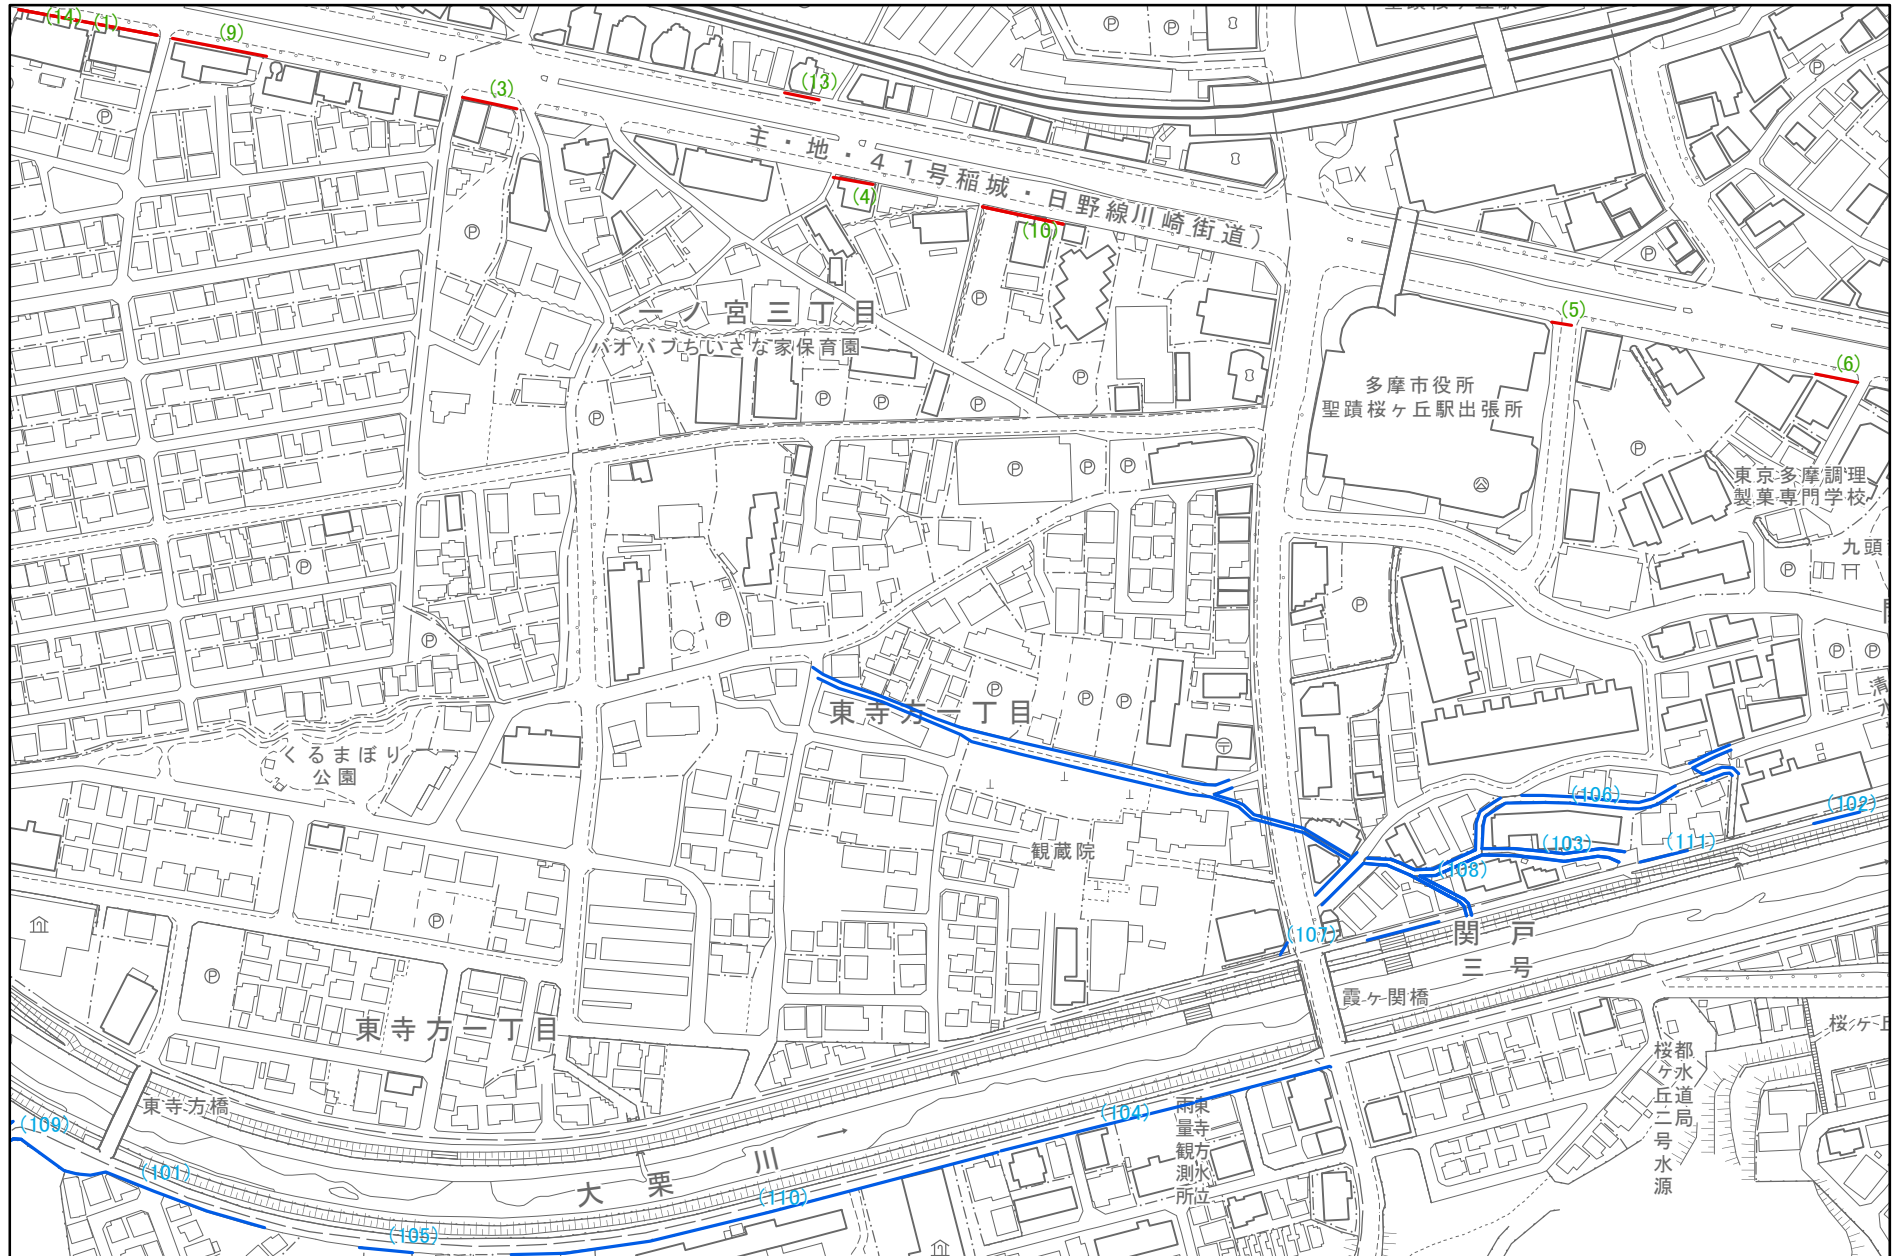 (14)
(1)
(9)
(3)
(13)
主・地・41号稲城・日野線川崎街道)
(4)
(10)
(5)
(6)
一ノ宮三丁目
バオバブちいさな家保育園
多摩市役所
聖蹟桜ヶ丘駅出張所
東京多摩調理
製菓専門学校
九頭
東寺方一丁目
くるまぼり
公園
観蔵院
(106)
(102)
(103)
(111)
(108)
(107)
関戸
三号
霞ヶ関橋
東寺方一丁目
桜ヶ丘
都水道局
桜ヶ丘二号水源
東寺方橋
(109)
(101)
(105)
(104)
(110)
東寺方水立
雨量観測所
大栗川